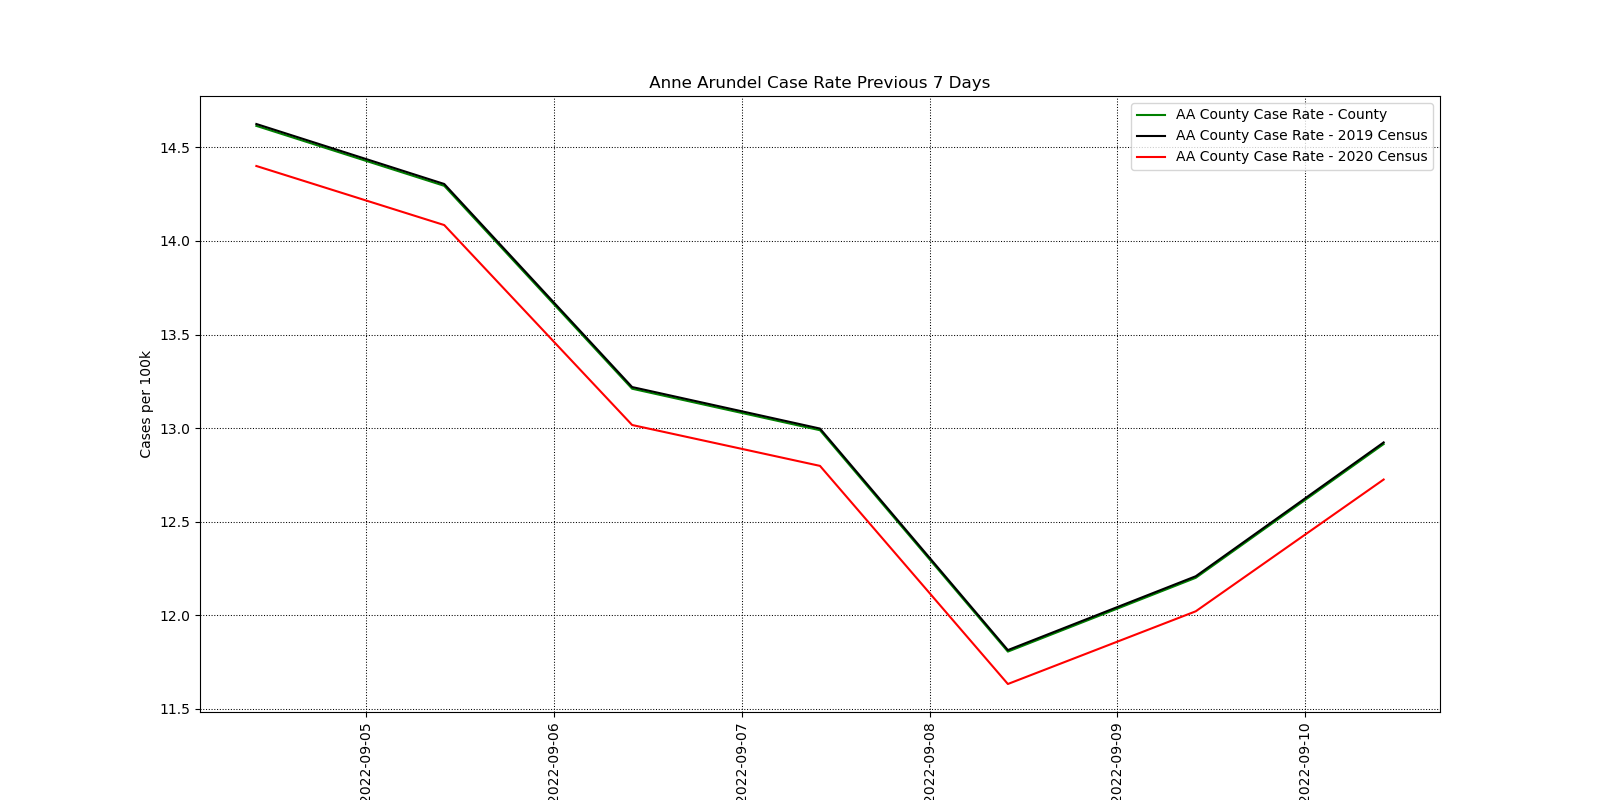 Anne Arundel Case Rate Previous 7 Days
AA County Case Rate - County
AA County Case Rate - 2019 Census
AA County Case Rate - 2020 Census
Cases per 100k
14.5
14.0
13.5
13.0
12.5
12.0
11.5
2022-09-05
2022-09-06
2022-09-07
2022-09-08
2022-09-09
2022-09-10